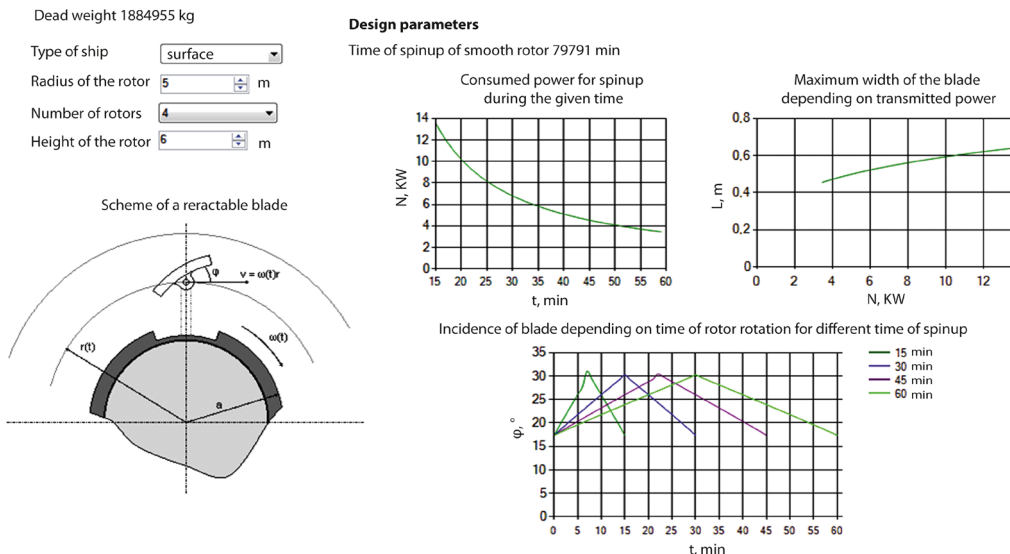 Dead weight 1884955 kg
Type of ship surface
Radius of the rotor 5 m
Number of rotors 4
Height of the rotor 6 m
Scheme of a reractable blade
φ
v = ω(t)r
ω(t)
r(t)
a
Design parameters
Time of spinup of smooth rotor 79791 min
Consumed power for spinup
during the given time
N, KW
14
12
10
8
6
4
2
0
15 20 25 30 35 40 45 50 55 60
t, min
Maximum width of the blade
depending on transmitted power
L, m
0,8
0,6
0,4
0,2
0
0 2 4 6 8 10 12
N, KW
Incidence of blade depending on time of rotor rotation for different time of spinup
φ, °
35
30
25
20
15
10
5
0
0 5 10 15 20 25 30 35 40 45 50 55 60
t, min
15 min
30 min
45 min
60 min